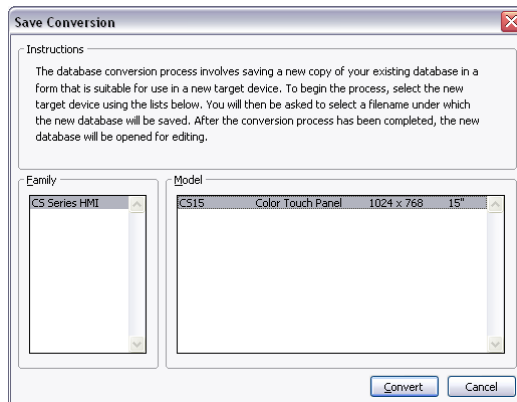 Save Conversion
Instructions
The database conversion process involves saving a new copy of your existing database in a
form that is suitable for use in a new target device. To begin the process, select the new
target device using the lists below. You will then be asked to select a filename under which
the new database will be saved. After the conversion process has been completed, the new
database will be opened for editing.
Family
Model
CS Series HMI
CS15 Color Touch Panel 1024 x 768 15"
Convert Cancel